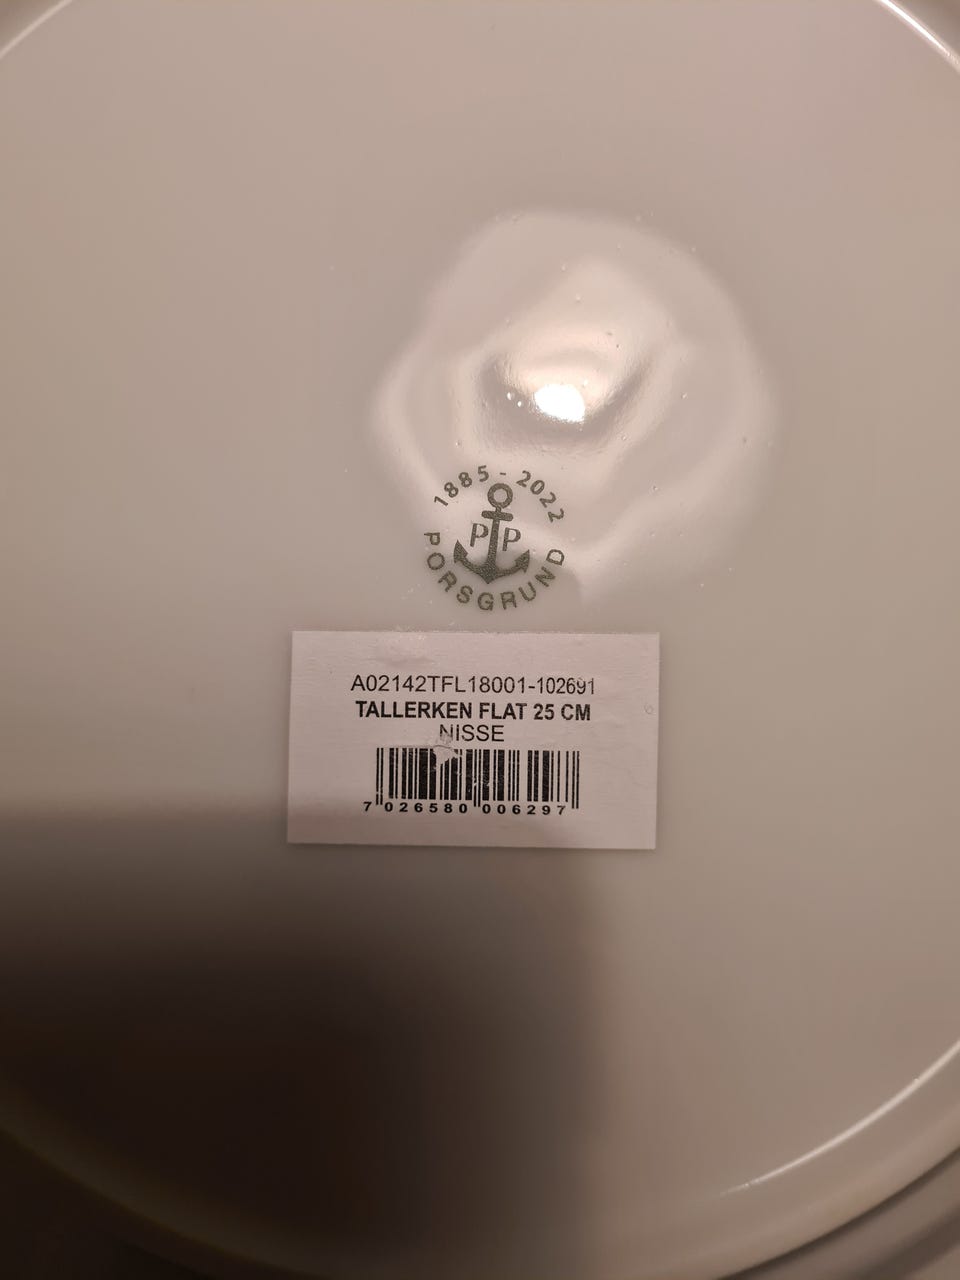 1885-2022
PP
PORSGRUND
A02142TFL18001-102691
TALLERKEN FLAT 25 CM
NISSE
7 026580 006297